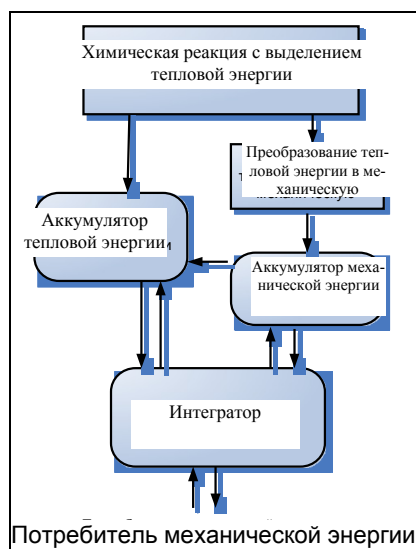 Химическая реакция с выделением
тепловой энергии
Преобразование теп-
ловой энергии в ме-
ханическую
Аккумулятор
тепловой энергии
Аккумулятор меха-
нической энергии
Интегратор
Потребитель механической энергии